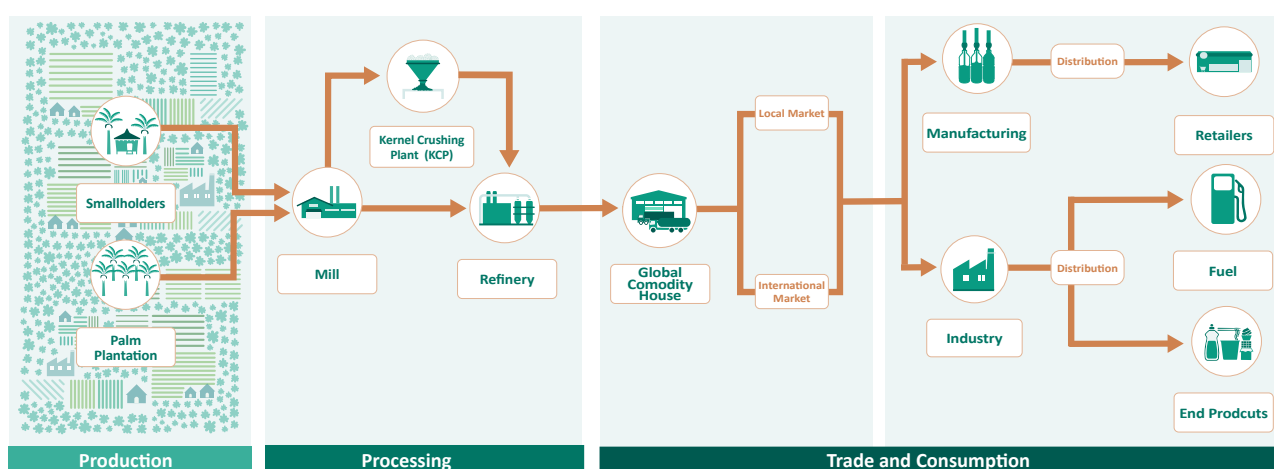 Smallholders
Palm
Plantation
Production
Kernel Crushing
Plant (KCP)
Mill
Refinery
Processing
Global
Comodity
House
Local Market
International
Market
Manufacturing
Distribution
Retailers
Industry
Distribution
Fuel
End Prodcuts
Trade and Consumption